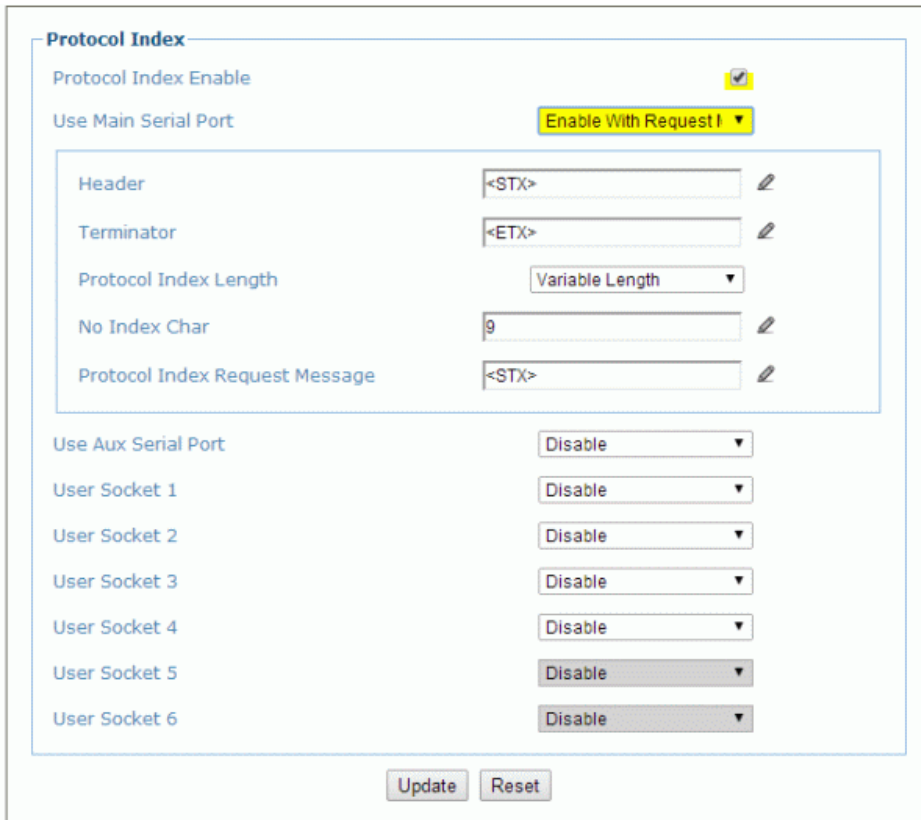 Protocol Index
Protocol Index Enable
Use Main Serial Port Enable With Request
Header <STX>
Terminator <ETX>
Protocol Index Length Variable Length
No Index Char 9
Protocol Index Request Message <STX>
Use Aux Serial Port Disable
User Socket 1 Disable
User Socket 2 Disable
User Socket 3 Disable
User Socket 4 Disable
User Socket 5 Disable
User Socket 6 Disable
Update Reset